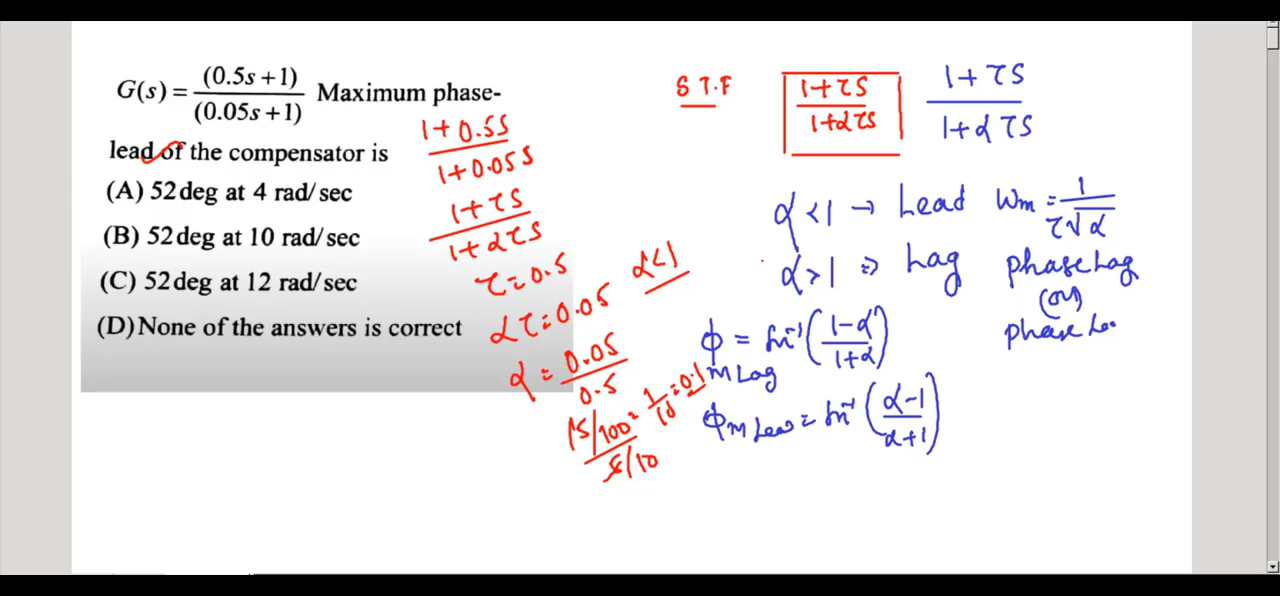 G(s) = (0.5s+1)/(0.05s+1) Maximum phase-
lead of the compensator is
(A) 52 deg at 4 rad/sec
(B) 52 deg at 10 rad/sec
(C) 52 deg at 12 rad/sec
(D) None of the answers is correct
1+0.5S
1+0.05S
1+τS
1+ατS
τ=0.5
ατ=0.05
α<1
α = 0.05
0.5
/100
/10
1/10 = 0.1
S T.F
1+τS
1+ατS
1+τS
1+ατS
α<1 → Lead Wm = 1/τ√α
α>1 ⇒ Lag phase Lag
(or)
ϕ m Lag = Sin⁻¹ (1-α / 1+α)
phase
ϕ m Lead = Sin⁻¹ (α-1 / α+1)